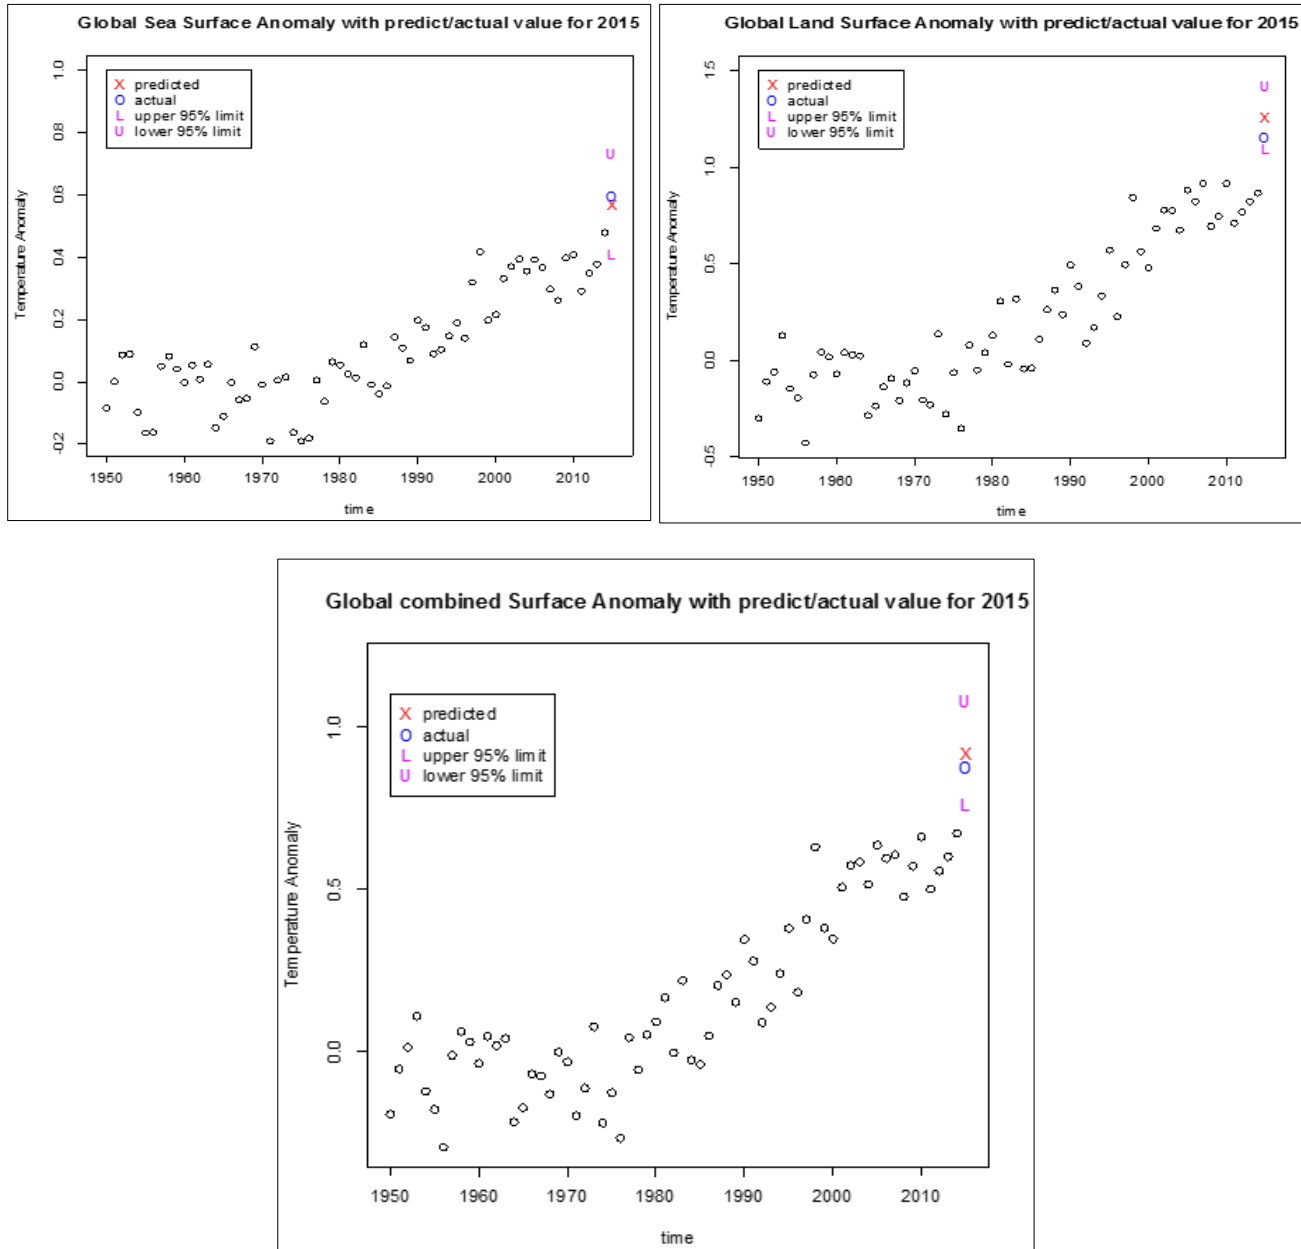 Global Sea Surface Anomaly with predict/actual value for 2015
Temperature Anomaly
1.0
0.8
0.6
0.4
0.2
0.0
-0.2
X predicted
O actual
L upper 95% limit
U lower 95% limit
U
O
X
L
1950 1960 1970 1980 1990 2000 2010
time
Global Land Surface Anomaly with predict/actual value for 2015
Temperature Anomaly
1.5
1.0
0.5
0.0
-0.5
X predicted
O actual
L upper 95% limit
U lower 95% limit
U
X
O
L
1950 1960 1970 1980 1990 2000 2010
time
Global combined Surface Anomaly with predict/actual value for 2015
Temperature Anomaly
1.0
0.5
0.0
X predicted
O actual
L upper 95% limit
U lower 95% limit
U
X
O
L
1950 1960 1970 1980 1990 2000 2010
time